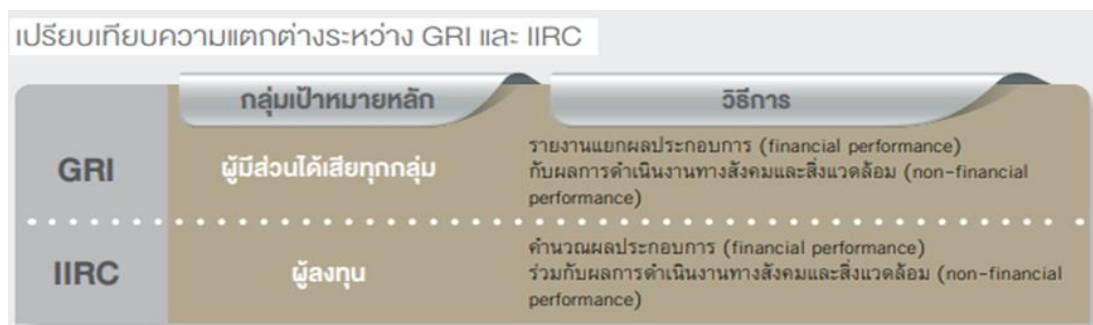 เปรียบเทียบความแตกต่างระหว่าง GRI และ IIRC
กลุ่มเป้าหมายหลัก วิธีการ
GRI ผู้มีส่วนได้เสียทุกกลุ่ม
รายงานแยกผลประกอบการ (financial performance)
กับผลการดำเนินงานทางสังคมและสิ่งแวดล้อม (non-financial
performance)
IIRC ผู้ลงทุน
คำนวณผลประกอบการ (financial performance)
ร่วมกับผลการดำเนินงานทางสังคมและสิ่งแวดล้อม (non-financial
performance)